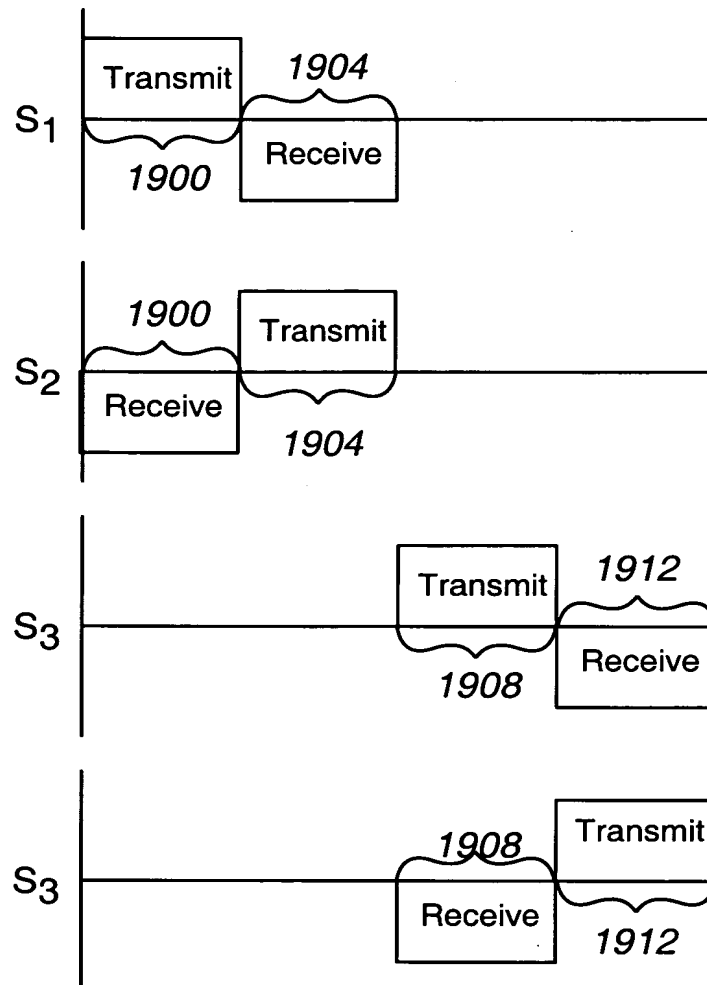 1904
Transmit
S1
Receive
1900
1900
Transmit
S2
Receive
1904
1912
Transmit
S3
Receive
1908
Transmit
1908
S3
Receive
1912